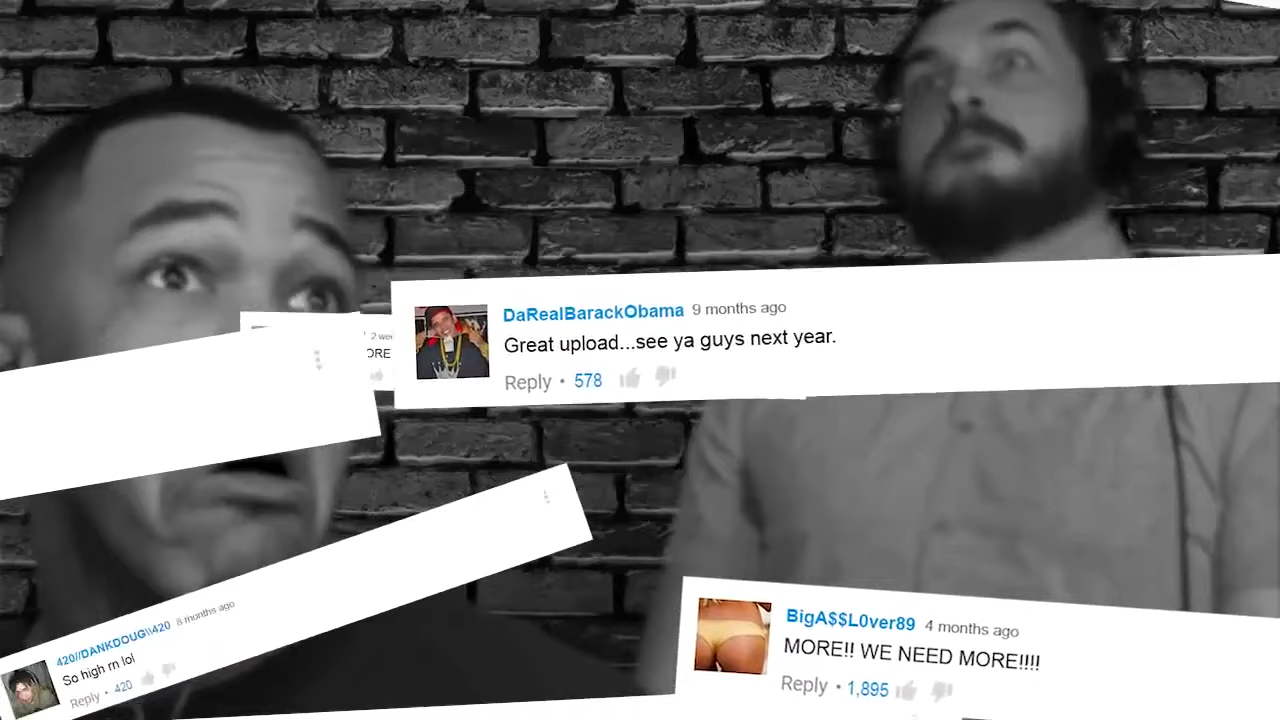 DaRealBarackObama 9 months ago
Great upload...see ya guys next year.
Reply • 578
420//DANKDOUG\\420 8 months ago
So high rn lol
Reply • 420
BigA$$L0ver89 4 months ago
MORE!! WE NEED MORE!!!!
Reply • 1,895